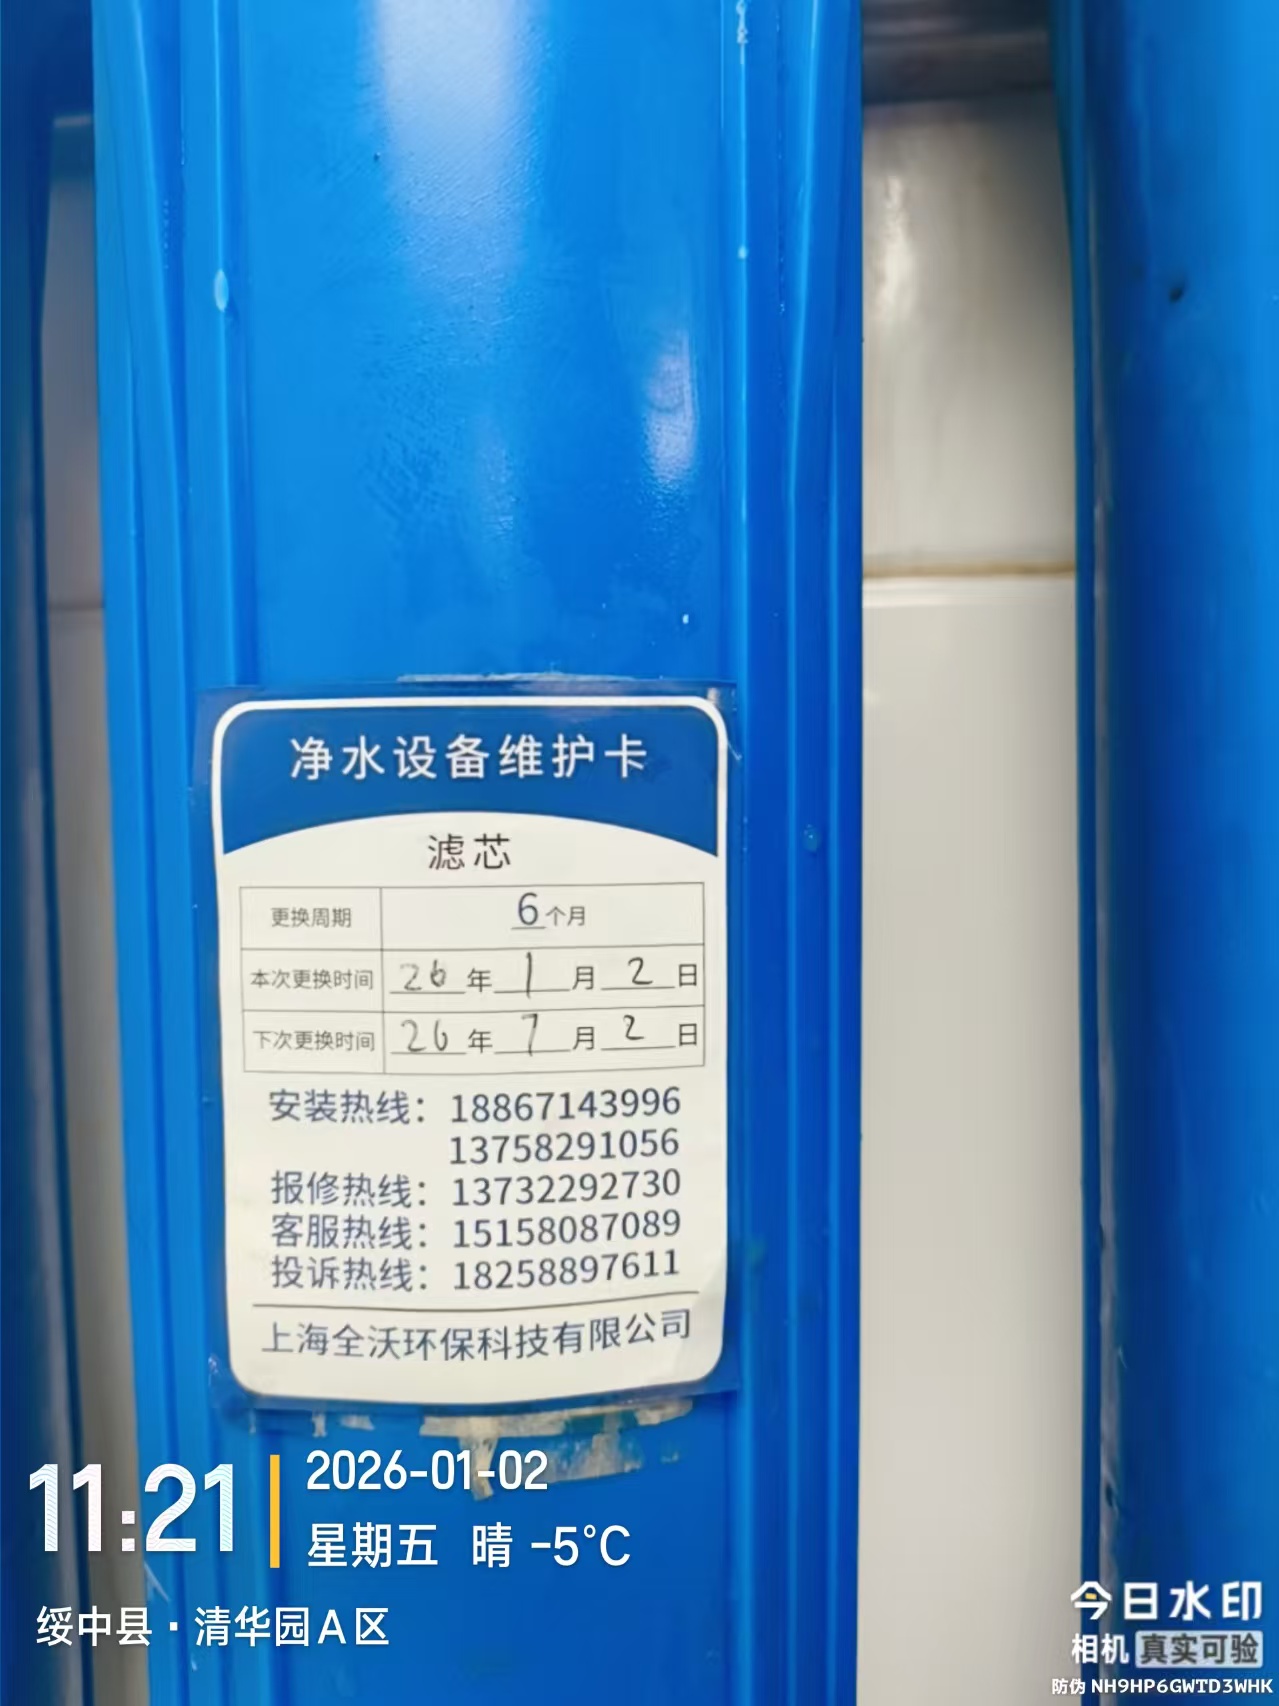 净水设备维护卡
滤芯
更换周期 6个月
本次更换时间 26年1月2日
下次更换时间 26年7月2日
安装热线：18867143996
13758291056
报修热线：13732292730
客服热线：15158087089
投诉热线：18258897611
上海全沃环保科技有限公司
11:21
2026-01-02
星期五 晴 -5℃
绥中县·清华园A区
今日水印
相机 真实可验
防伪 NH9HP6GWTD3WHK